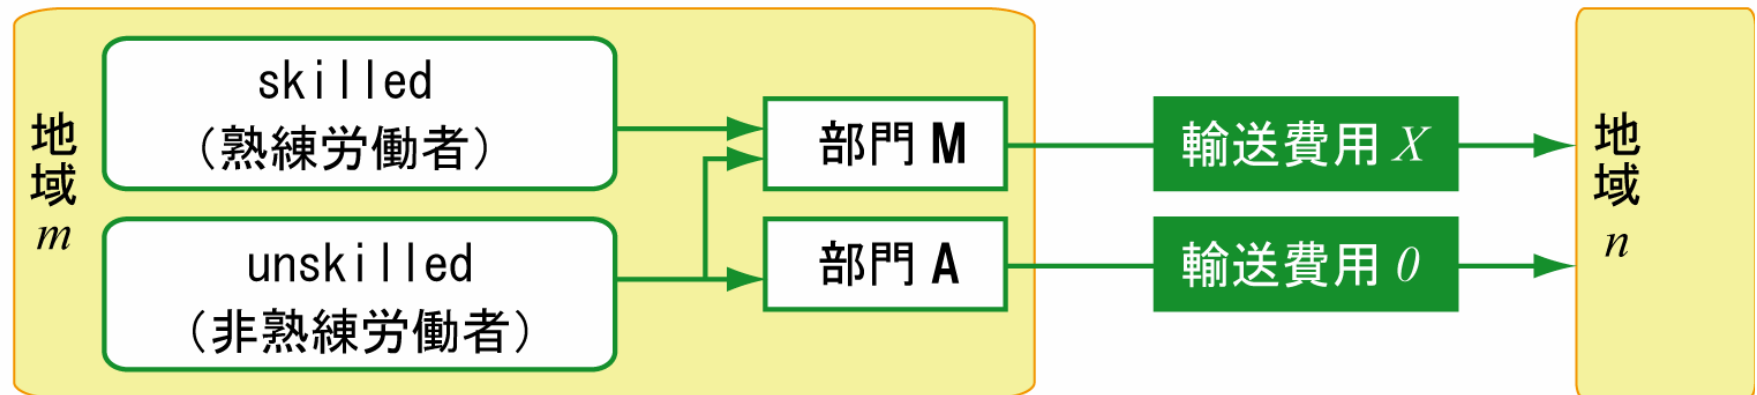 地域 m
skilled
（熟練労働者）
unskilled
（非熟練労働者）
部門 M
部門 A
輸送費用 X
輸送費用 0
地域 n